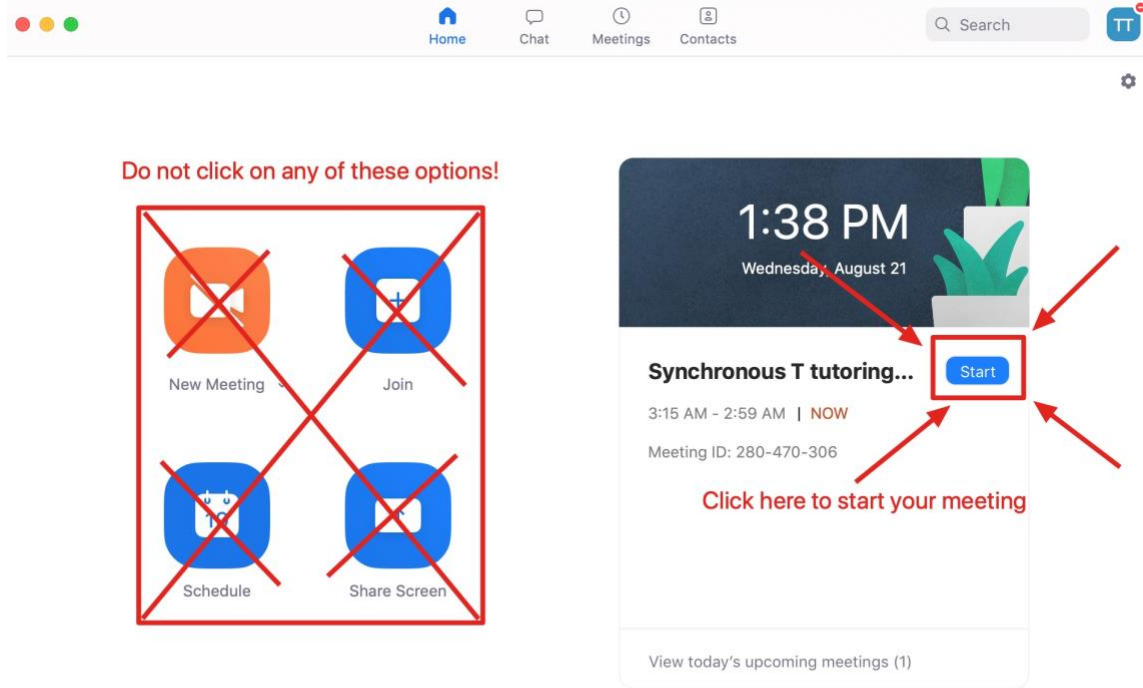 Home
Chat
Meetings
Contacts
Search
TT
Do not click on any of these options!
New Meeting
Join
19
Schedule
Share Screen
1:38 PM
Wednesday, August 21
Synchronous T tutoring...
Start
3:15 AM - 2:59 AM | NOW
Meeting ID: 280-470-306
Click here to start your meeting
View today's upcoming meetings (1)